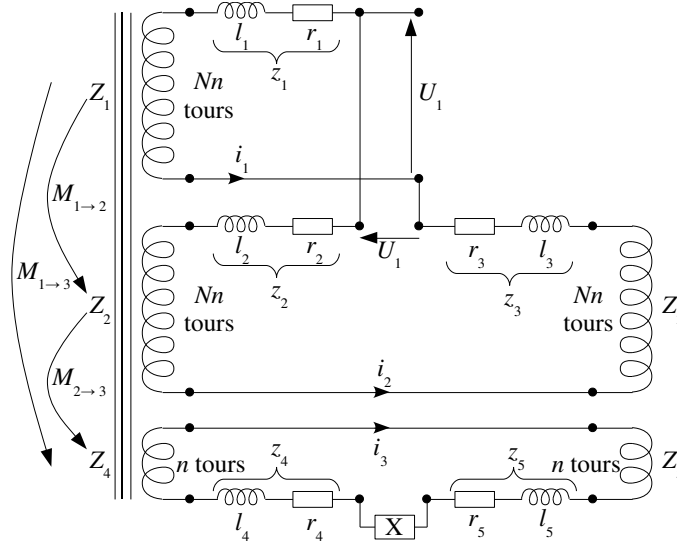 l1 r1
z1
Z1
Nn
tours
U1
i1
M1→2
l2 r2
U1
r3 l3
z2
z3
M1→3
Z2
Nn
tours
Nn
tours
Z
i2
M2→3
i3
Z4
n tours
z4
z5
n tours
Z
l4 r4
X
r5 l5